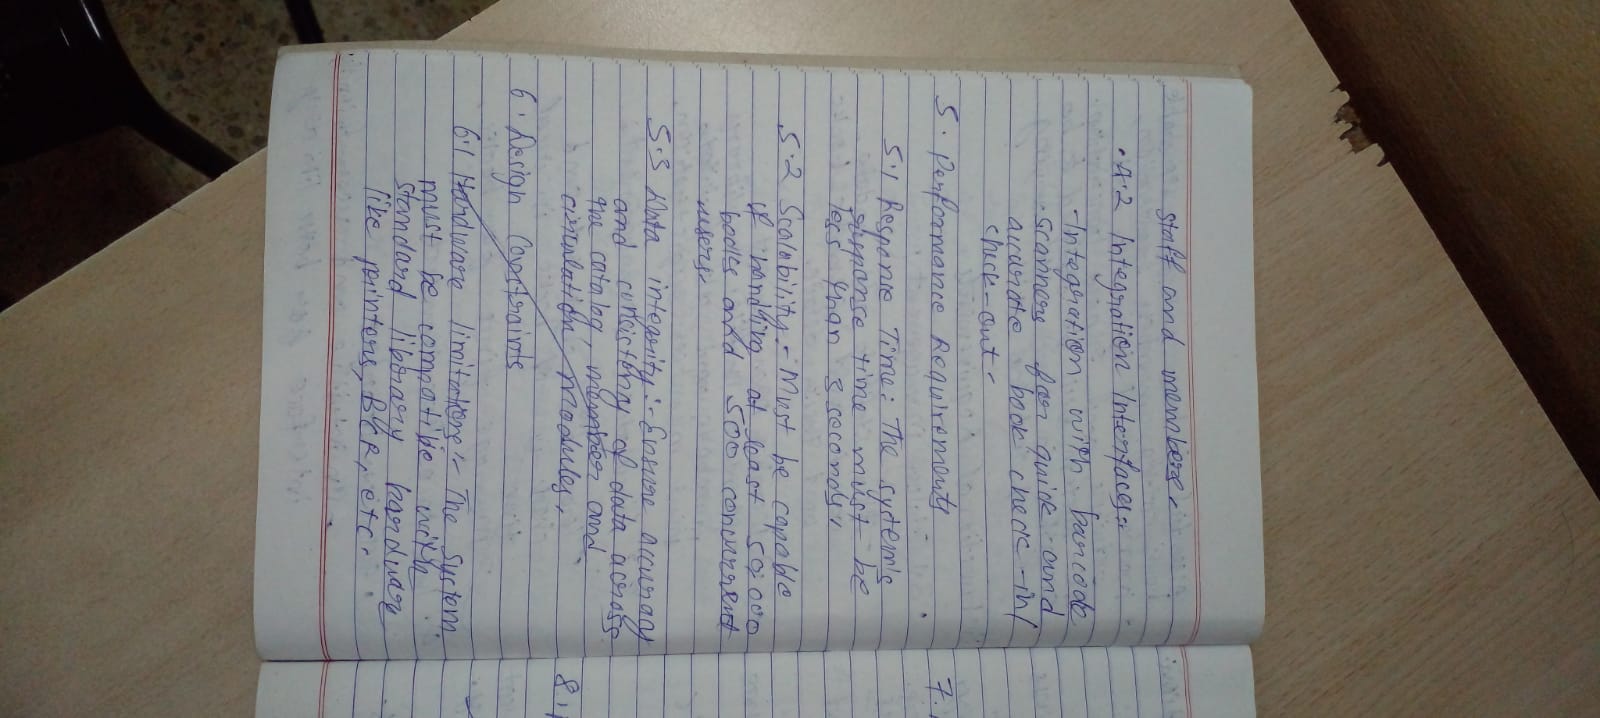 staff and members.
• 4.2 Integration Interfaces:-
- Integration with barcode
scanners for quick and
accurate book check-in/
check-out.
5. Performance Requirements
5.1 Response Time: The system's
response time must be
less than 3 seconds.
5.2 Scalability:- Must be capable
of handling at least 50,000
books and 500 concurrent
users.
5.3 Data integrity:- Ensure accuracy
and consistency of data across
the catalog, member and
circulation modules.
6. Design Constraints
6.1 Hardware limitations:- The system
must be compatible with
standard library hardware
like printers, BCR, etc.
7.
8.1